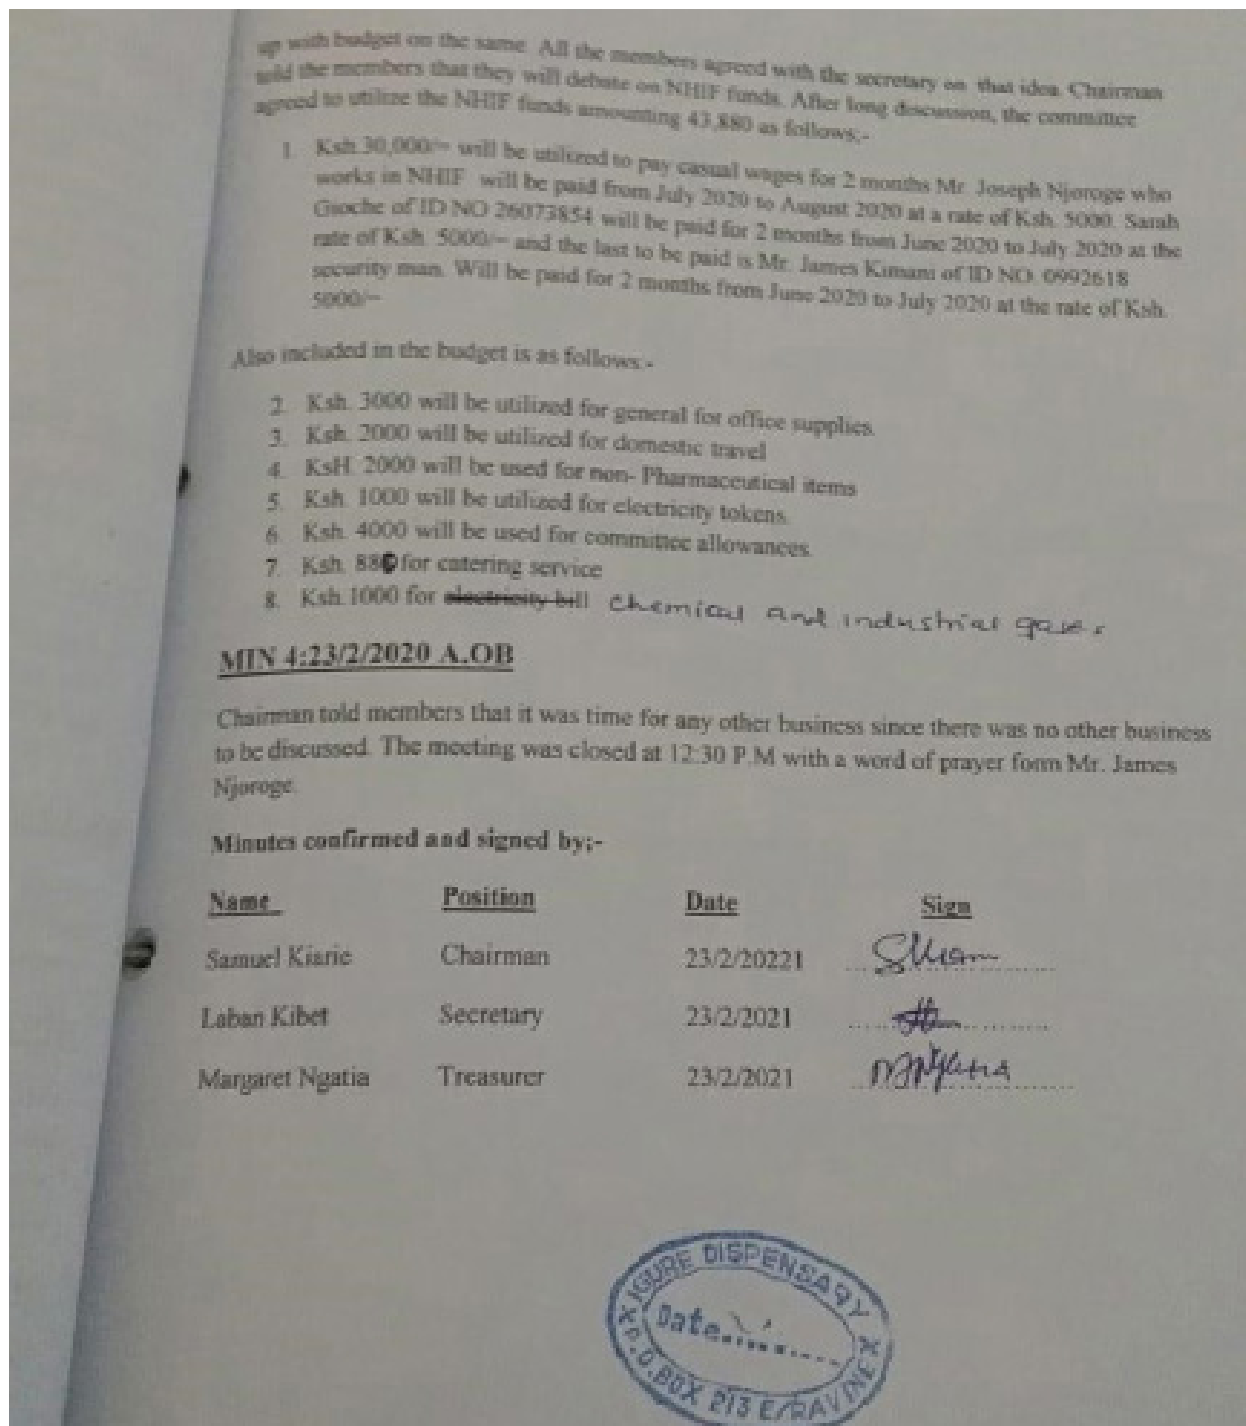 up with budget on the same. All the members agreed with the secretary on that idea. Chairman
told the members that they will debate on NHIF funds. After long discussion, the committee
agreed to utilize the NHIF funds amounting 43,880 as follows;-
1. Ksh.30,000/= will be utilized to pay casual wages for 2 months Mr. Joseph Njoroge who
works in NHIF will be paid from July 2020 to August 2020 at a rate of Ksh. 5000. Sarah
Gioche of ID NO 26073854 will be paid for 2 months from June 2020 to July 2020 at the
rate of Ksh. 5000/= and the last to be paid is Mr. James Kimani of ID NO. 0992618
security man. Will be paid for 2 months from June 2020 to July 2020 at the rate of Ksh.
5000/=
Also included in the budget is as follows:-
2. Ksh. 3000 will be utilized for general for office supplies.
3. Ksh. 2000 will be utilized for domestic travel
4. KsH. 2000 will be used for non- Pharmaceutical items
5. Ksh. 1000 will be utilized for electricity tokens.
6. Ksh. 4000 will be used for committee allowances.
7. Ksh. 880 for catering service
8. Ksh.1000 for electricity bill chemical and industrial gases
MIN 4:23/2/2020 A.OB
Chairman told members that it was time for any other business since there was no other business
to be discussed. The meeting was closed at 12:30 P.M with a word of prayer form Mr. James
Njoroge.
Minutes confirmed and signed by;-
Name Position Date Sign
Samuel Kiarie Chairman 23/2/20221
Laban Kibet Secretary 23/2/2021
Margaret Ngatia Treasurer 23/2/2021
IGURE DISPENSARY
Date
P.O. BOX 213 E/RAVINE